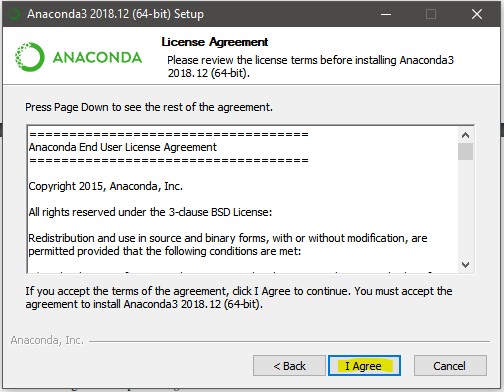 Anaconda3 2018.12 (64-bit) Setup
ANACONDA
License Agreement
Please review the license terms before installing Anaconda3
2018.12 (64-bit).
Press Page Down to see the rest of the agreement.
===================================
Anaconda End User License Agreement
===================================
Copyright 2015, Anaconda, Inc.
All rights reserved under the 3-clause BSD License:
Redistribution and use in source and binary forms, with or without modification, are
permitted provided that the following conditions are met:
If you accept the terms of the agreement, click I Agree to continue. You must accept the
agreement to install Anaconda3 2018.12 (64-bit).
Anaconda, Inc.
< Back
I Agree
Cancel